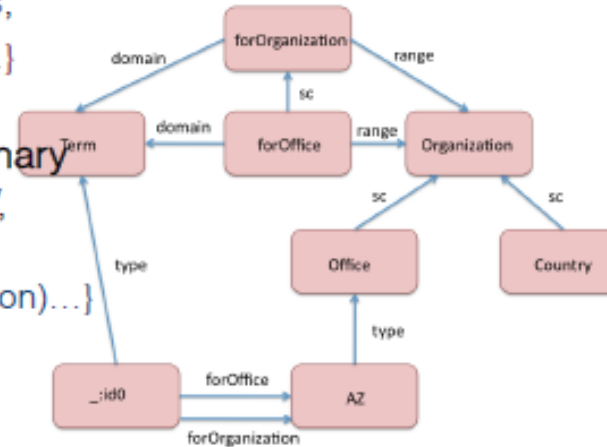 s,
forOrganization
domain
range
.}
sc
Term
domain
forOffice
range
Organization
nary
sc
sc
type
Office
Country
on)...}
type
_:id0
forOffice
AZ
forOrganization